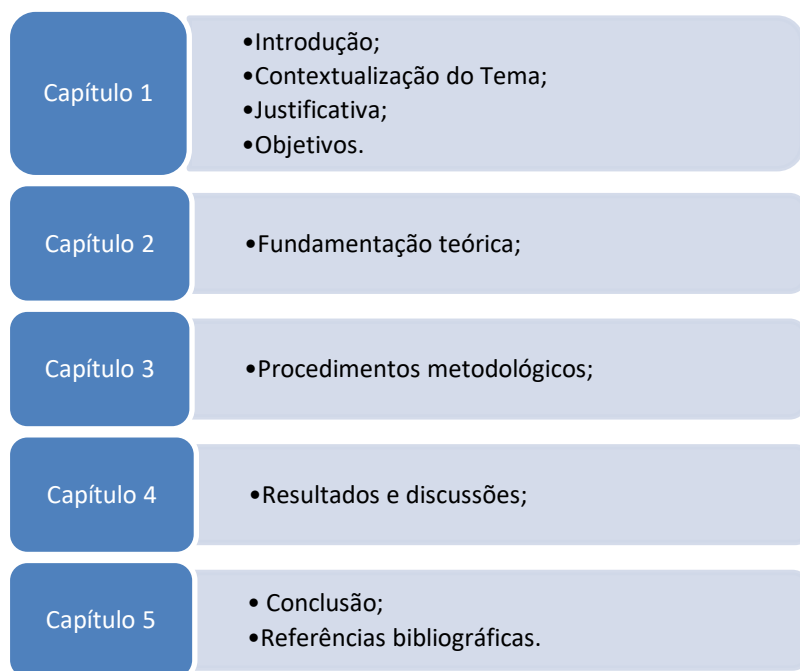 Capítulo 1
•Introdução;
•Contextualização do Tema;
•Justificativa;
•Objetivos.
Capítulo 2
•Fundamentação teórica;
Capítulo 3
•Procedimentos metodológicos;
Capítulo 4
•Resultados e discussões;
Capítulo 5
• Conclusão;
•Referências bibliográficas.